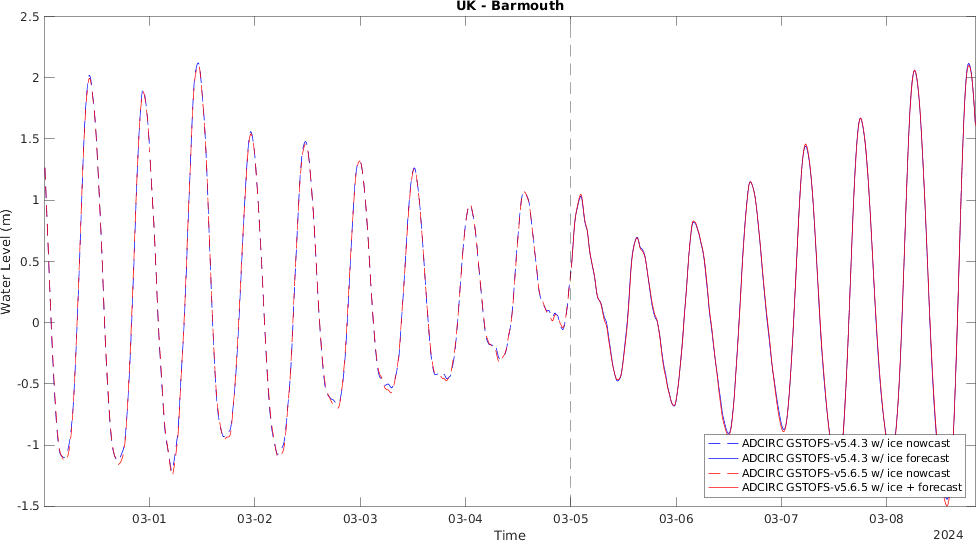 UK - Barmouth
Water Level (m)
2.5
2
1.5
1
0.5
0
-0.5
-1
-1.5
ADCIRC GSTOFS-v5.4.3 w/ ice nowcast
ADCIRC GSTOFS-v5.4.3 w/ ice forecast
ADCIRC GSTOFS-v5.6.5 w/ ice nowcast
ADCIRC GSTOFS-v5.6.5 w/ ice + forecast
03-01 03-02 03-03 03-04 03-05 03-06 03-07 03-08
Time
2024